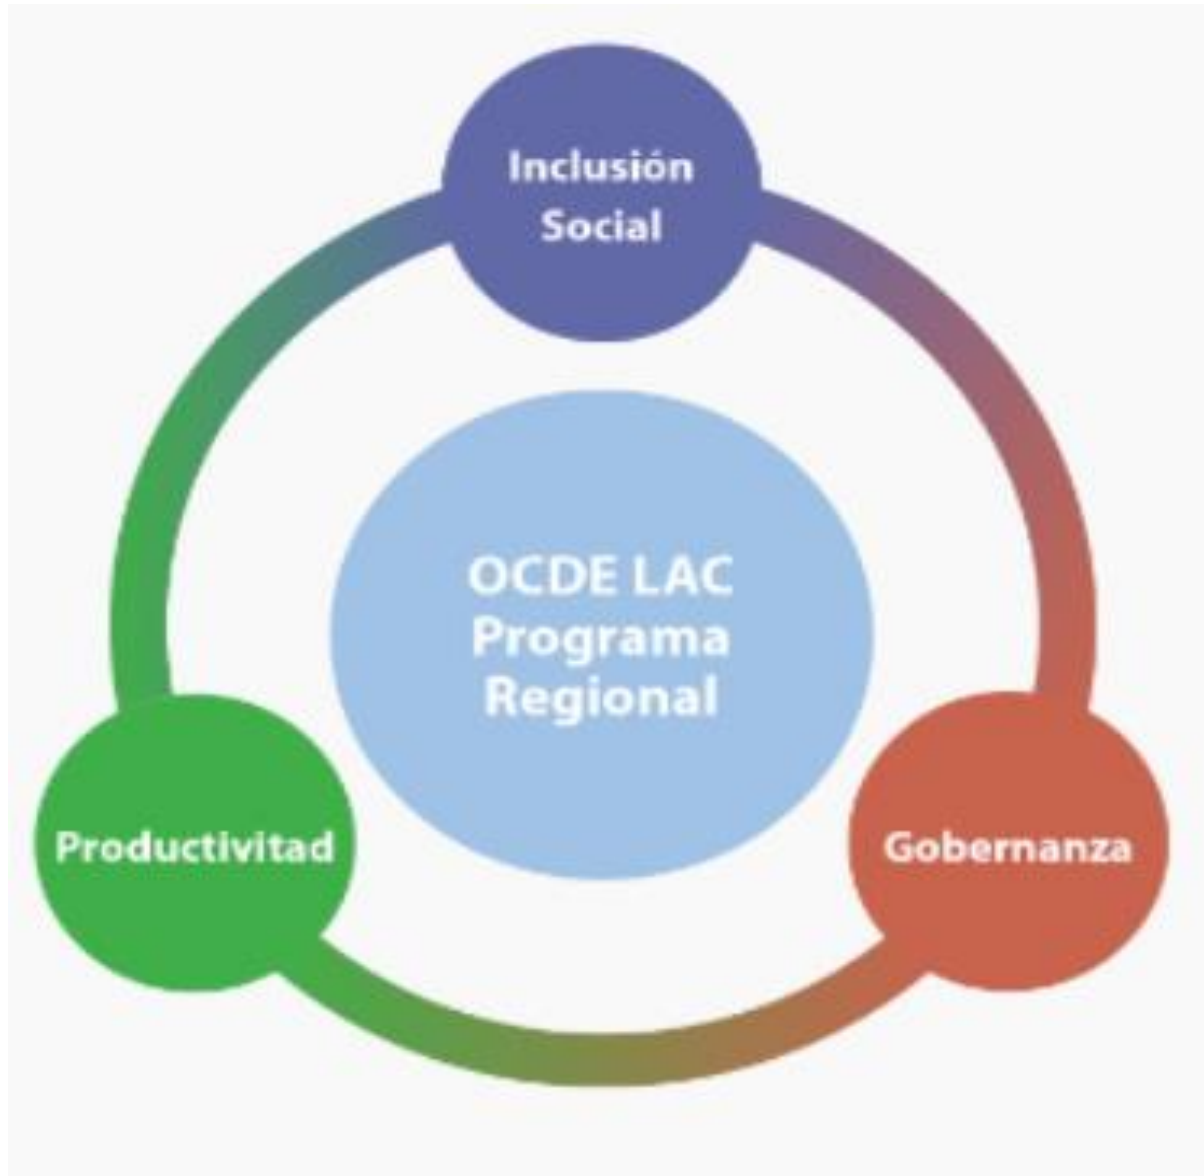 Inclusión
Social
OCDE LAC
Programa
Regional
Productivitad
Gobernanza